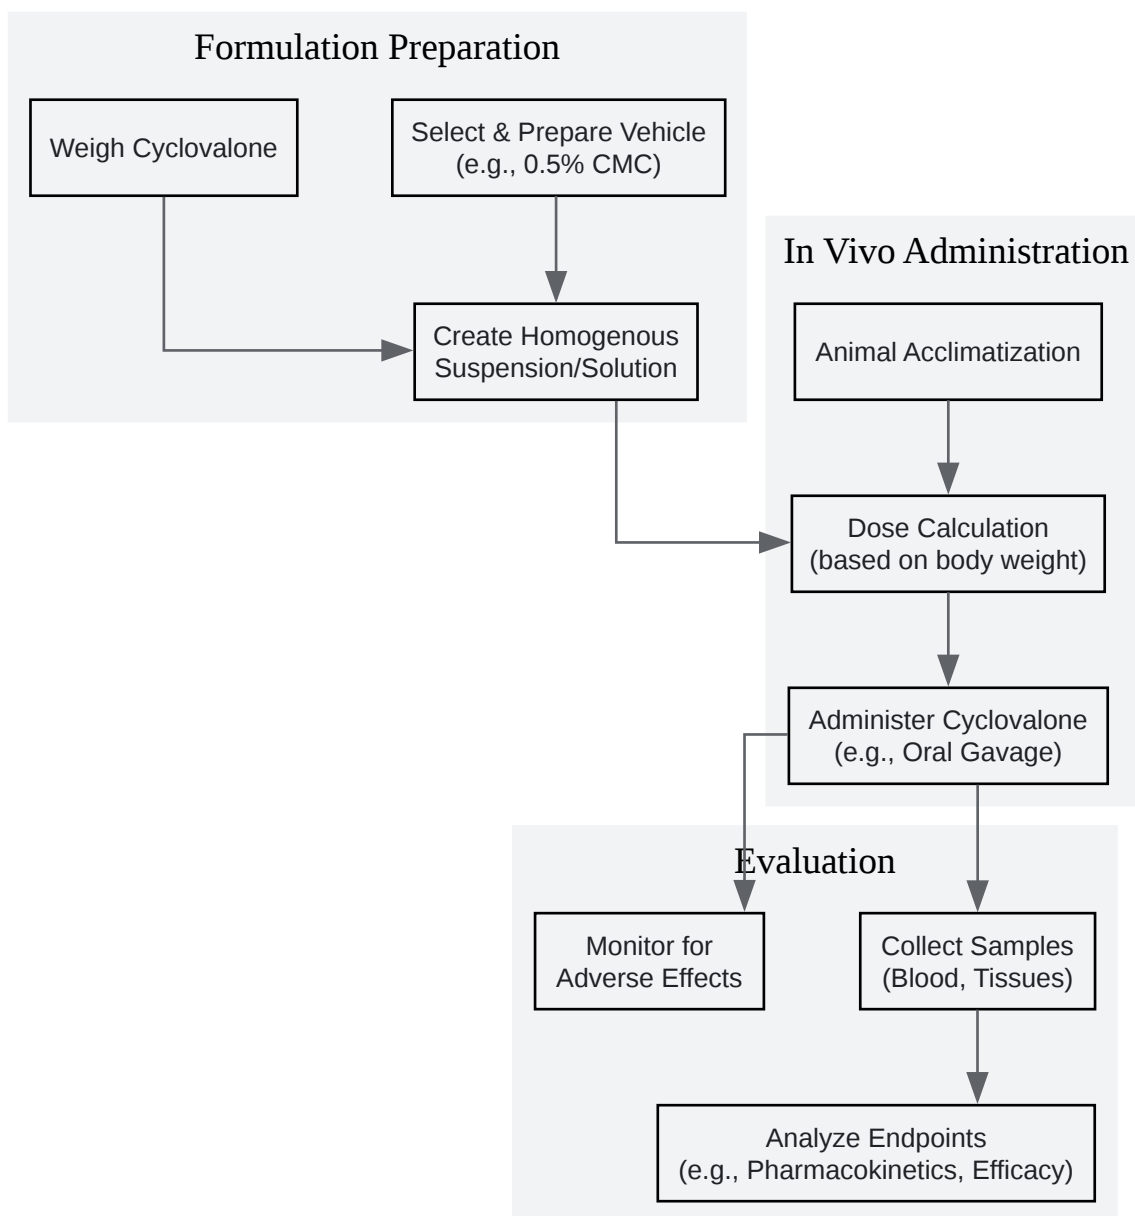 Formulation Preparation
Weigh Cyclovalone
Select & Prepare Vehicle
(e.g., 0.5% CMC)
Create Homogenous
Suspension/Solution
In Vivo Administration
Animal Acclimatization
Dose Calculation
(based on body weight)
Administer Cyclovalone
(e.g., Oral Gavage)
Evaluation
Monitor for
Adverse Effects
Collect Samples
(Blood, Tissues)
Analyze Endpoints
(e.g., Pharmacokinetics, Efficacy)